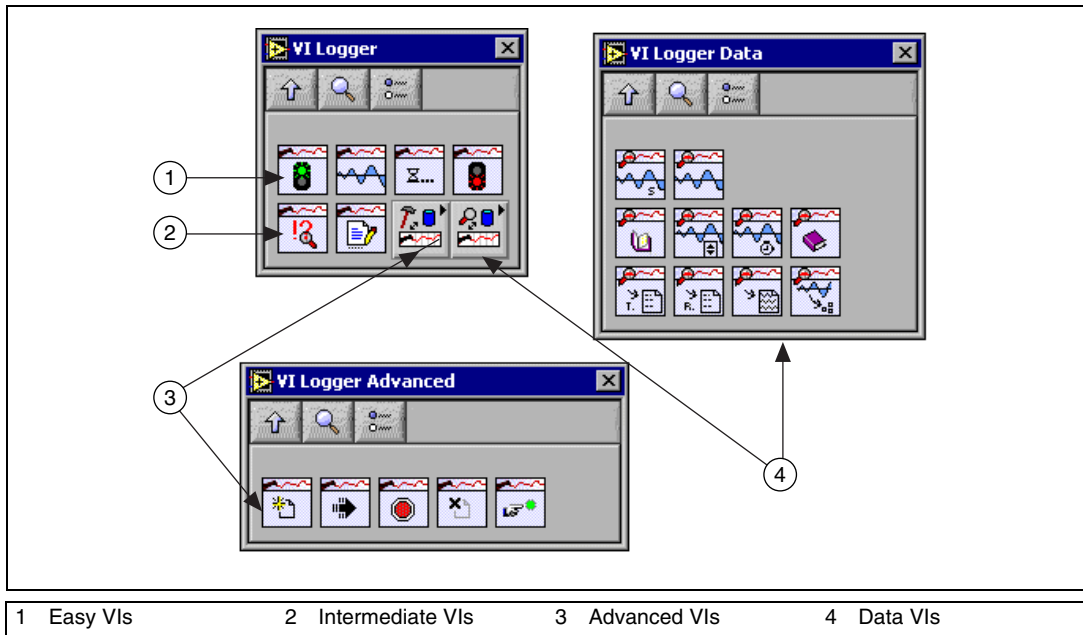 VI Logger
VI Logger Data
1
2
!?
S
T.
R.
3
VI Logger Advanced
4
1 Easy VIs 2 Intermediate VIs 3 Advanced VIs 4 Data VIs